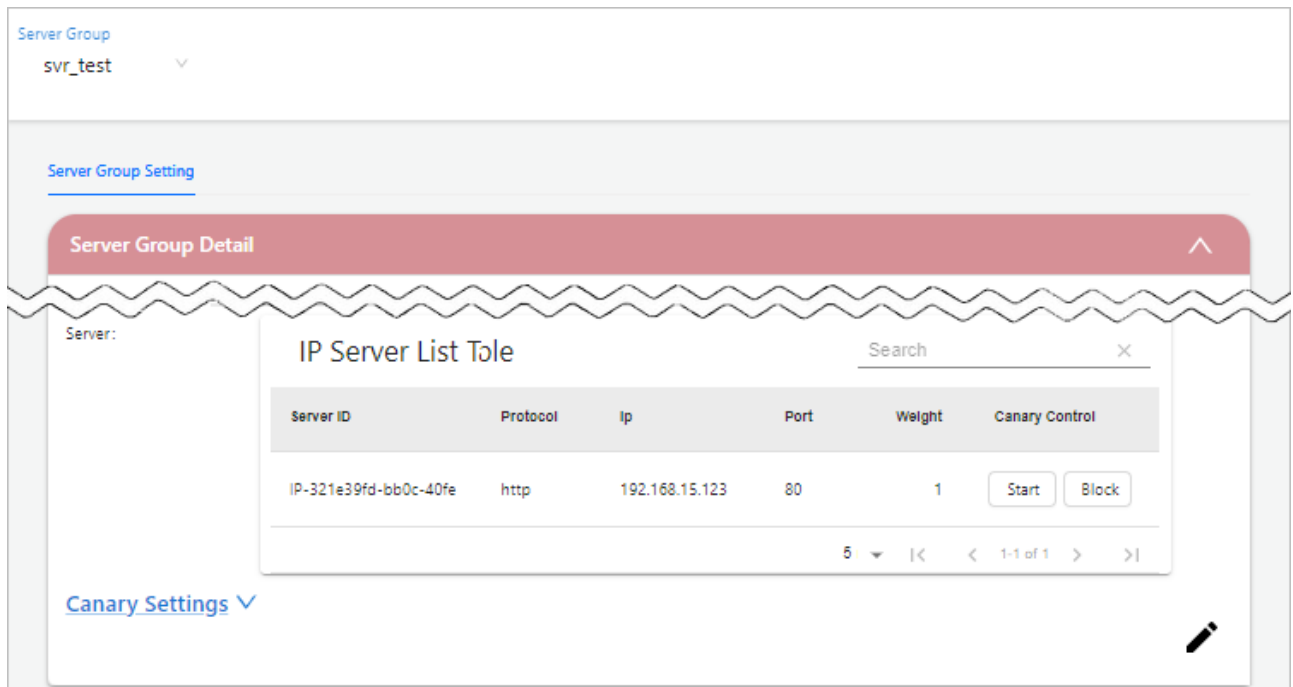 Server Group
svr_test
Server Group Setting
Server Group Detail
Server:
IP Server List Tole
Search
Server ID Protocol Ip Port Weight Canary Control
IP-321e39fd-bb0c-40fe http 192.168.15.123 80 1 Start Block
5 1-1 of 1
Canary Settings